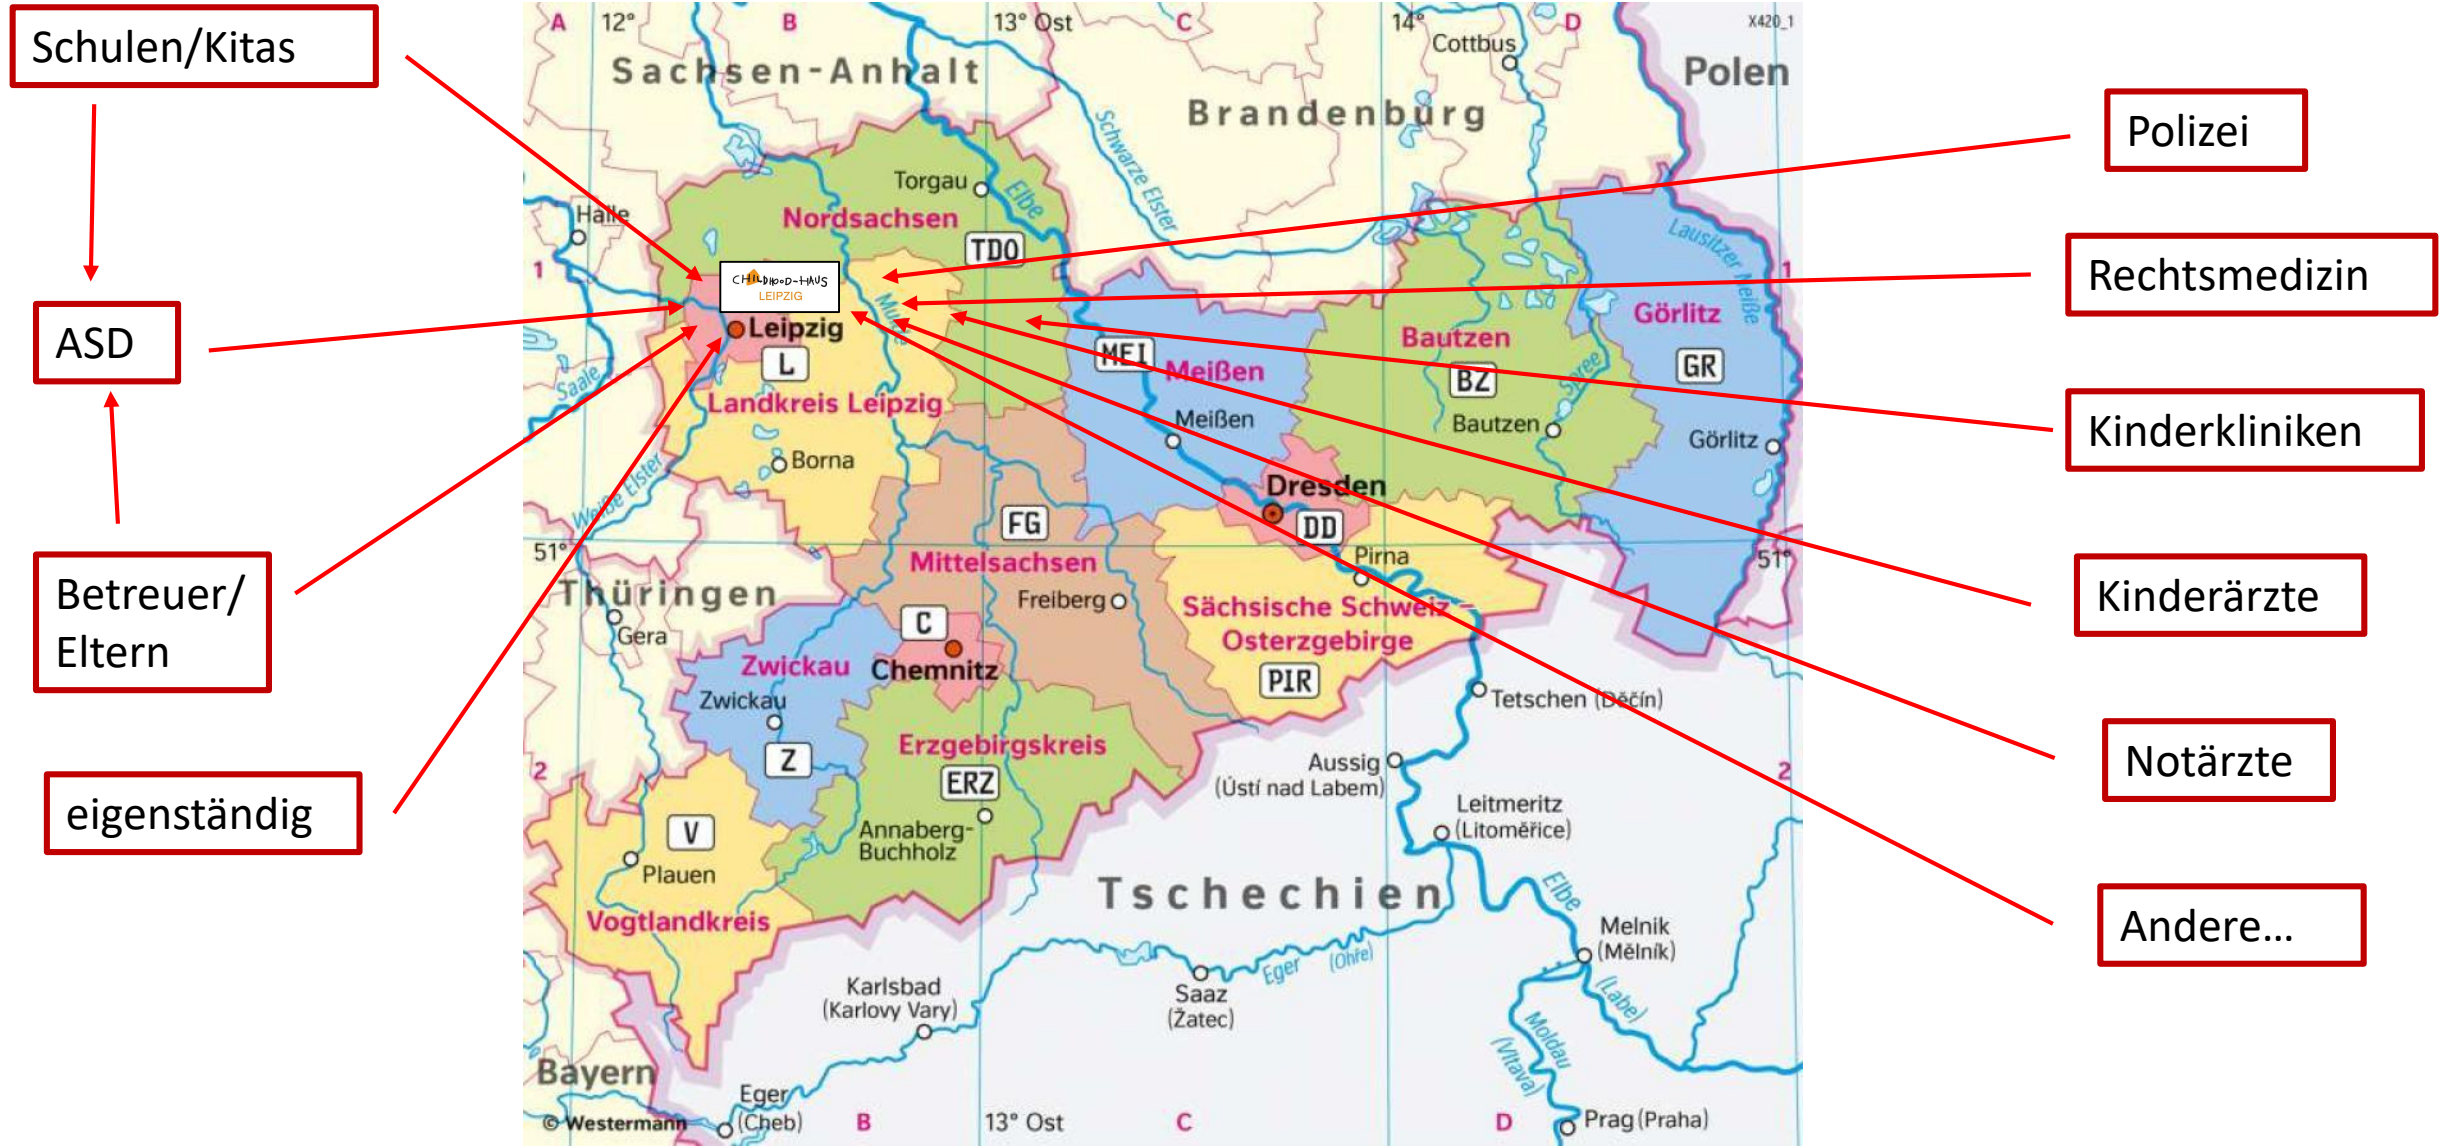 Schulen/Kitas
ASD
Betreuer/
Eltern
eigenständig
A
12°
B
13° Ost
C
14°
D
X420_1
Sachsen-Anhalt
Cottbus
Polen
Brandenburg
Schwarze Elster
Torgau
Elbe
Halle
Nordsachsen
TDO
Lausitzer Neiße
1
1
CHILDHOOD-HAUS
LEIPZIG
Mulde
Leipzig
L
Görlitz
GR
Bautzen
BZ
Spree
MEI
Meißen
Saale
Landkreis Leipzig
Meißen
Bautzen
Görlitz
Borna
Weiße Elster
Dresden
DD
FG
51°
Mittelsachsen
Pirna
51°
Thüringen
Freiberg
Sächsische Schweiz -
Osterzgebirge
PIR
Gera
C
Zwickau
Chemnitz
Zwickau
Z
Tetschen (Děčín)
Erzgebirgskreis
ERZ
2
Aussig
(Ústí nad Labem)
2
Leitmeritz
(Litoměřice)
V
Annaberg-
Buchholz
Plauen
Tschechien
Elbe
Vogtlandkreis
Melnik
(Mělník)
(Labe)
Eger (Ohře)
Karlsbad
(Karlovy Vary)
Saaz
(Žatec)
Moldau
(Vltava)
Bayern
Eger
(Cheb)
© Westermann
B
13° Ost
C
D
Prag (Praha)
Polizei
Rechtsmedizin
Kinderkliniken
Kinderärzte
Notärzte
Andere...